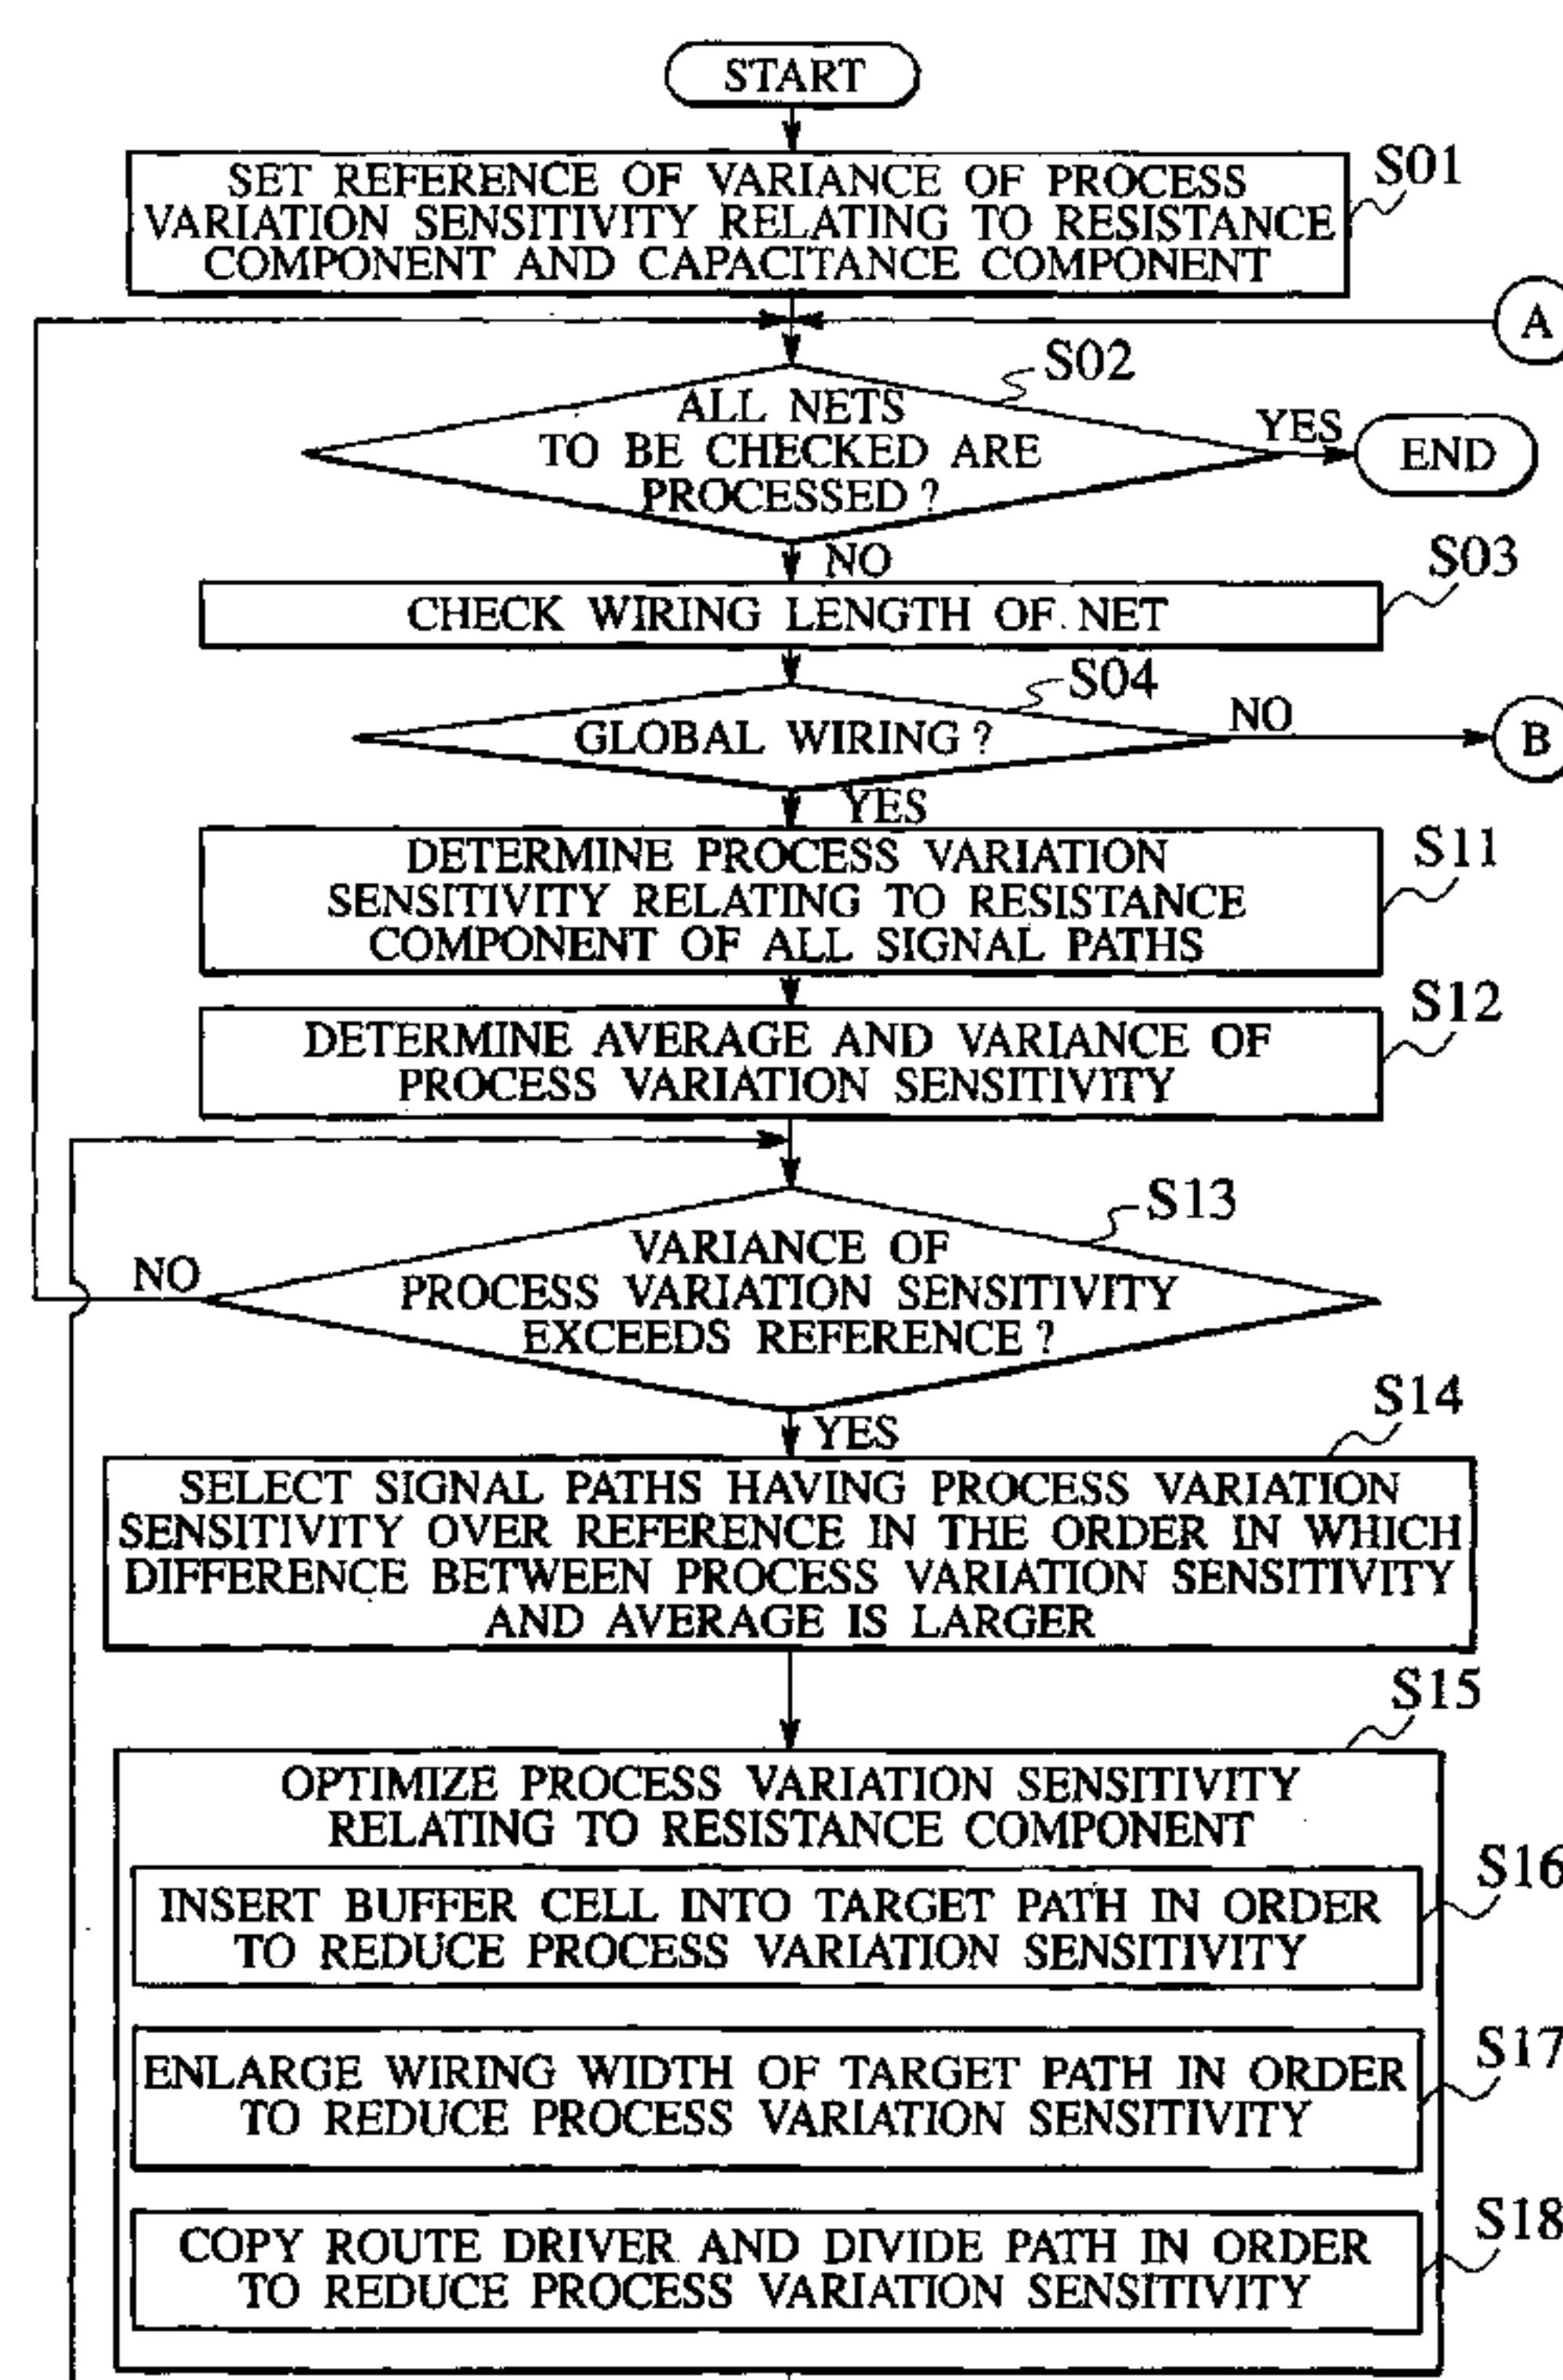 START
SET REFERENCE OF VARIANCE OF PROCESS
VARIATION SENSITIVITY RELATING TO RESISTANCE
COMPONENT AND CAPACITANCE COMPONENT
S01
A
S02
ALL NETS
TO BE CHECKED ARE
PROCESSED?
YES
END
NO
S03
CHECK WIRING LENGTH OF NET
S04
GLOBAL WIRING?
NO
B
YES
DETERMINE PROCESS VARIATION
SENSITIVITY RELATING TO RESISTANCE
COMPONENT OF ALL SIGNAL PATHS
S11
DETERMINE AVERAGE AND VARIANCE OF
PROCESS VARIATION SENSITIVITY
S12
S13
VARIANCE OF
PROCESS VARIATION SENSITIVITY
EXCEEDS REFERENCE?
NO
YES
S14
SELECT SIGNAL PATHS HAVING PROCESS VARIATION
SENSITIVITY OVER REFERENCE IN THE ORDER IN WHICH
DIFFERENCE BETWEEN PROCESS VARIATION SENSITIVITY
AND AVERAGE IS LARGER
S15
OPTIMIZE PROCESS VARIATION SENSITIVITY
RELATING TO RESISTANCE COMPONENT
S16
INSERT BUFFER CELL INTO TARGET PATH IN ORDER
TO REDUCE PROCESS VARIATION SENSITIVITY
S17
ENLARGE WIRING WIDTH OF TARGET PATH IN ORDER
TO REDUCE PROCESS VARIATION SENSITIVITY
S18
COPY ROUTE DRIVER AND DIVIDE PATH IN ORDER
TO REDUCE PROCESS VARIATION SENSITIVITY